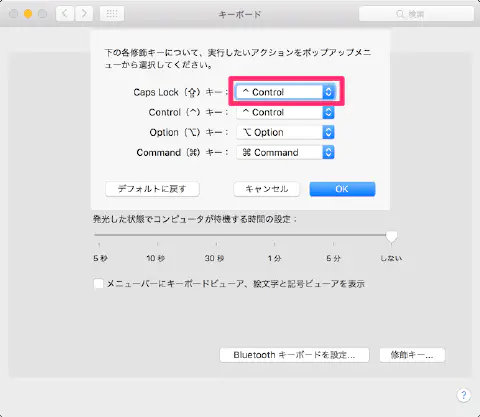 キーボード
検索
下の各修飾キーについて、実行したいアクションをポップアップメニ
ューから選択してください。
Caps Lock（⇪）キー： ^ Control
Control（^）キー： ^ Control
Option（⌥）キー： ⌥ Option
Command（⌘）キー： ⌘ Command
デフォルトに戻す キャンセル OK
発光した状態でコンピュータが待機する時間の設定：
5 秒 10 秒 30 秒 1 分 5 分 しない
メニューバーにキーボードビューア、絵文字と記号ビューアを表示
Bluetooth キーボードを設定... 修飾キー...
?